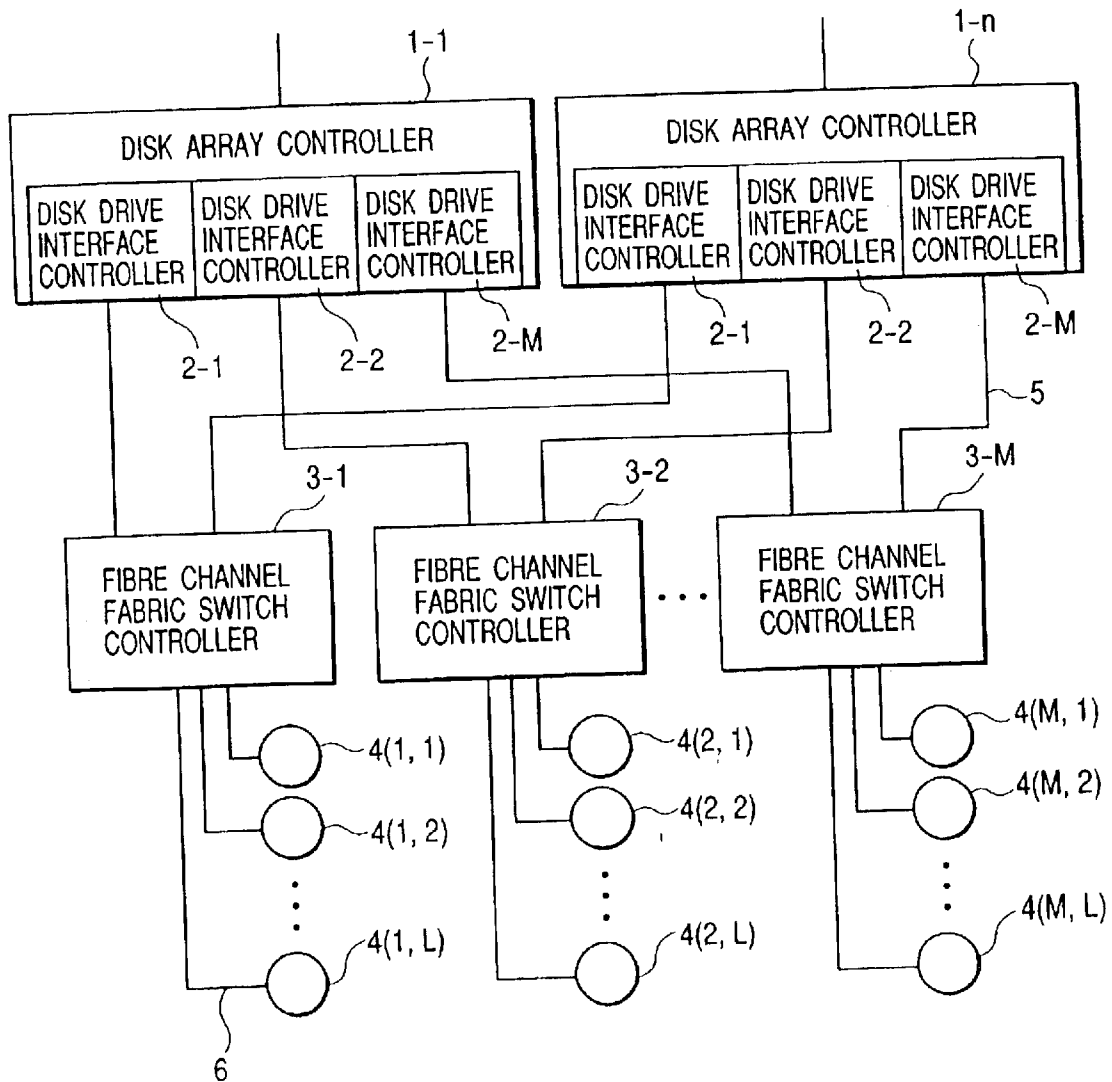 1-1
1-n
DISK ARRAY CONTROLLER
DISK ARRAY CONTROLLER
DISK DRIVE
INTERFACE
CONTROLLER
DISK DRIVE
INTERFACE
CONTROLLER
DISK DRIVE
INTERFACE
CONTROLLER
DISK DRIVE
INTERFACE
CONTROLLER
DISK DRIVE
INTERFACE
CONTROLLER
DISK DRIVE
INTERFACE
CONTROLLER
2-1
2-2
2-M
2-1
2-2
2-M
5
3-1
3-2
3-M
FIBRE CHANNEL
FABRIC SWITCH
CONTROLLER
FIBRE CHANNEL
FABRIC SWITCH
CONTROLLER
FIBRE CHANNEL
FABRIC SWITCH
CONTROLLER
4(1, 1)
4(2, 1)
4(M, 1)
4(1, 2)
4(2, 2)
4(M, 2)
4(1, L)
4(2, L)
4(M, L)
6